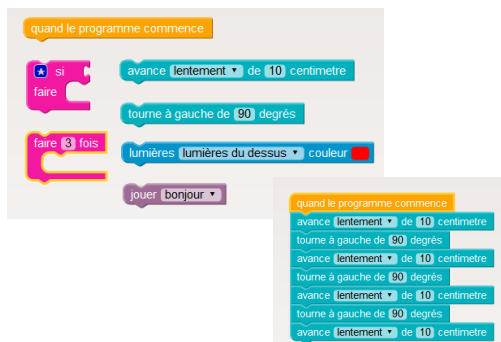 quand le programme commence
si
faire
avance lentement de 10 centimetre
tourne à gauche de 90 degrés
faire 3 fois
lumières lumières du dessus couleur
jouer bonjour
quand le programme commence
avance lentement de 10 centimetre
tourne à gauche de 90 degrés
avance lentement de 10 centimetre
tourne à gauche de 90 degrés
avance lentement de 10 centimetre
tourne à gauche de 90 degrés
avance lentement de 10 centimetre